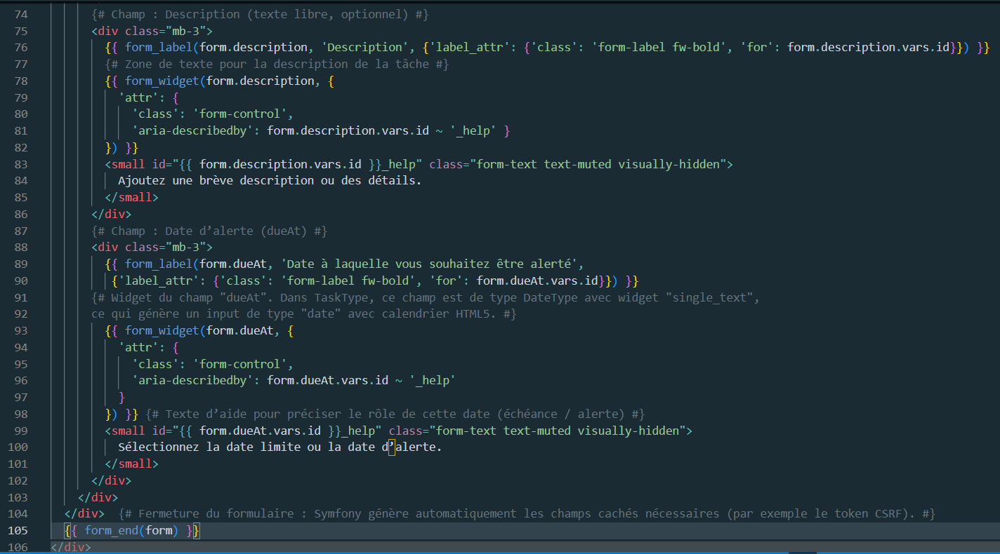 74 {# Champ : Description (texte libre, optionnel) #}
75 <div class="mb-3">
76 {{ form_label(form.description, 'Description', {'label_attr': {'class': 'form-label fw-bold', 'for': form.description.vars.id}}) }}
77 {# Zone de texte pour la description de la tâche #}
78 {{ form_widget(form.description, {
79 'attr': {
80 'class': 'form-control',
81 'aria-describedby': form.description.vars.id ~ '_help' }
82 }) }}
83 <small id="{{ form.description.vars.id }}_help" class="form-text text-muted visually-hidden">
84 Ajoutez une brève description ou des détails.
85 </small>
86 </div>
87 {# Champ : Date d’alerte (dueAt) #}
88 <div class="mb-3">
89 {{ form_label(form.dueAt, 'Date à laquelle vous souhaitez être alerté',
90 {'label_attr': {'class': 'form-label fw-bold', 'for': form.dueAt.vars.id}}) }}
91 {# Widget du champ "dueAt". Dans TaskType, ce champ est de type DateType avec widget "single_text",
92 ce qui génère un input de type "date" avec calendrier HTML5. #}
93 {{ form_widget(form.dueAt, {
94 'attr': {
95 'class': 'form-control',
96 'aria-describedby': form.dueAt.vars.id ~ '_help'
97 }
98 }) }} {# Texte d’aide pour préciser le rôle de cette date (échéance / alerte) #}
99 <small id="{{ form.dueAt.vars.id }}_help" class="form-text text-muted visually-hidden">
100 Sélectionnez la date limite ou la date d’alerte.
101 </small>
102 </div>
103 </div>
104 </div> {# Fermeture du formulaire : Symfony génère automatiquement les champs cachés nécessaires (par exemple le token CSRF). #}
105 {{ form_end(form) }}
106 </div>